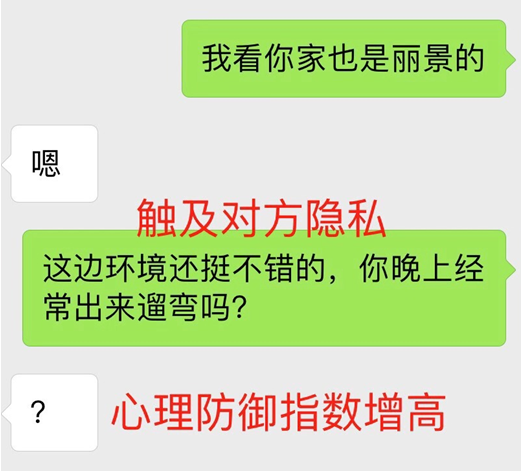 我看你家也是丽景的
嗯
触及对方隐私
这边环境还挺不错的，你晚上经
常出来遛弯吗？
？
心理防御指数增高